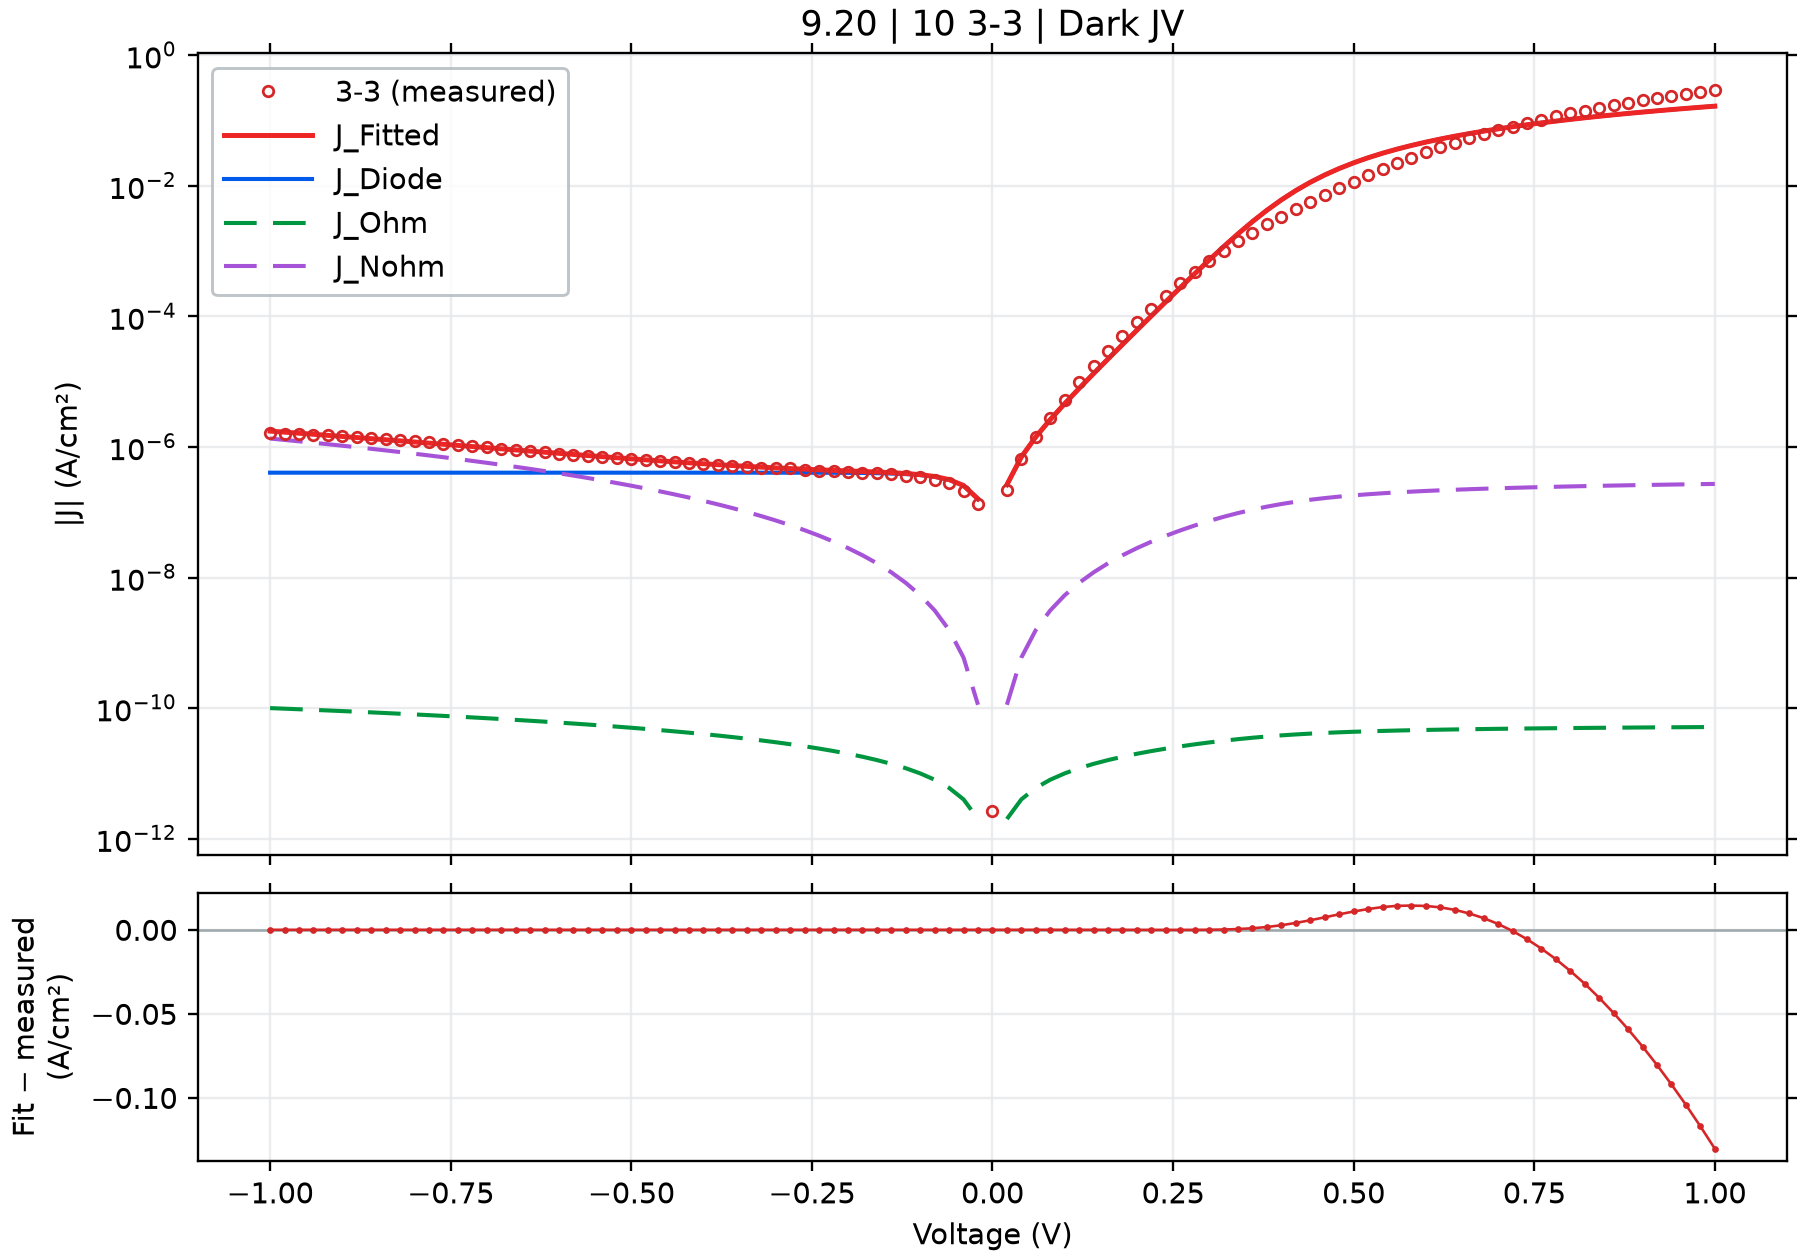 9.20 | 10 3-3 | Dark JV
3-3 (measured)
J_Fitted
J_Diode
J_Ohm
J_Nohm
|J| (A/cm²)
10⁰
10⁻²
10⁻⁴
10⁻⁶
10⁻⁸
10⁻¹⁰
10⁻¹²
Fit − measured
(A/cm²)
0.00
−0.05
−0.10
−1.00 −0.75 −0.50 −0.25 0.00 0.25 0.50 0.75 1.00
Voltage (V)